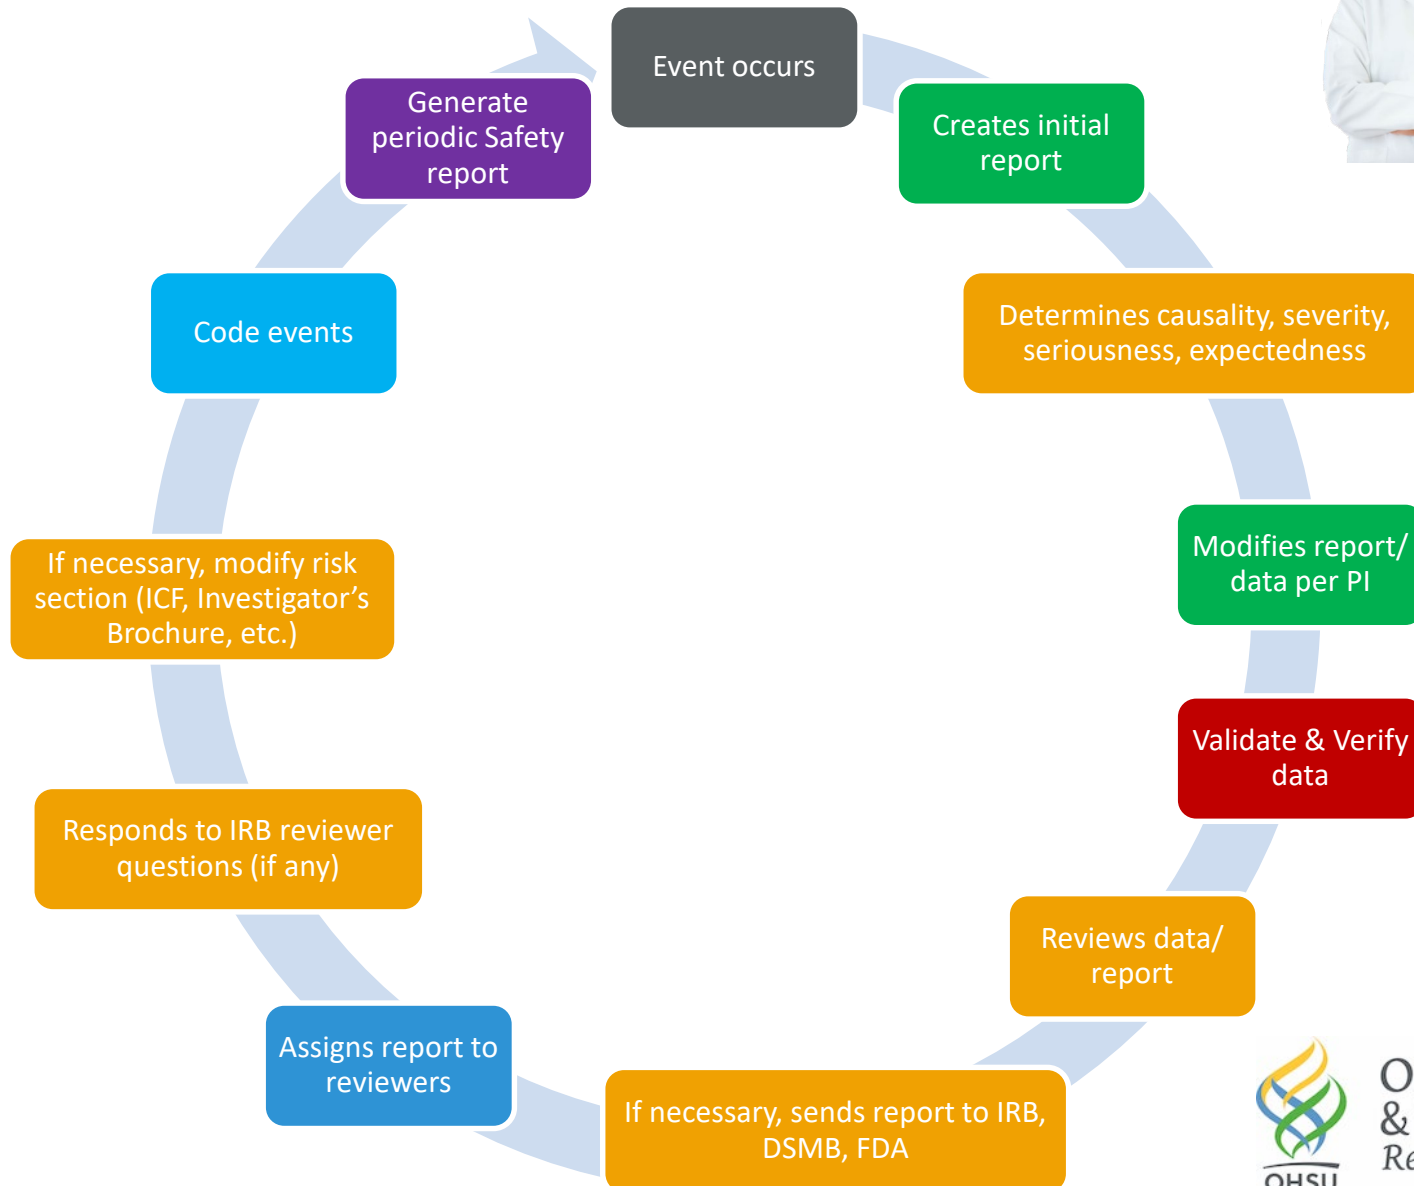 Event occurs
Creates initial
report
Determines causality, severity,
seriousness, expectedness
Modifies report/
data per PI
Validate & Verify
data
Reviews data/
report
If necessary, sends report to IRB,
DSMB, FDA
Assigns report to
reviewers
Responds to IRB reviewer
questions (if any)
If necessary, modify risk
section (ICF, Investigator’s
Brochure, etc.)
Code events
Generate
periodic Safety
report
OHSU
O
&
Re